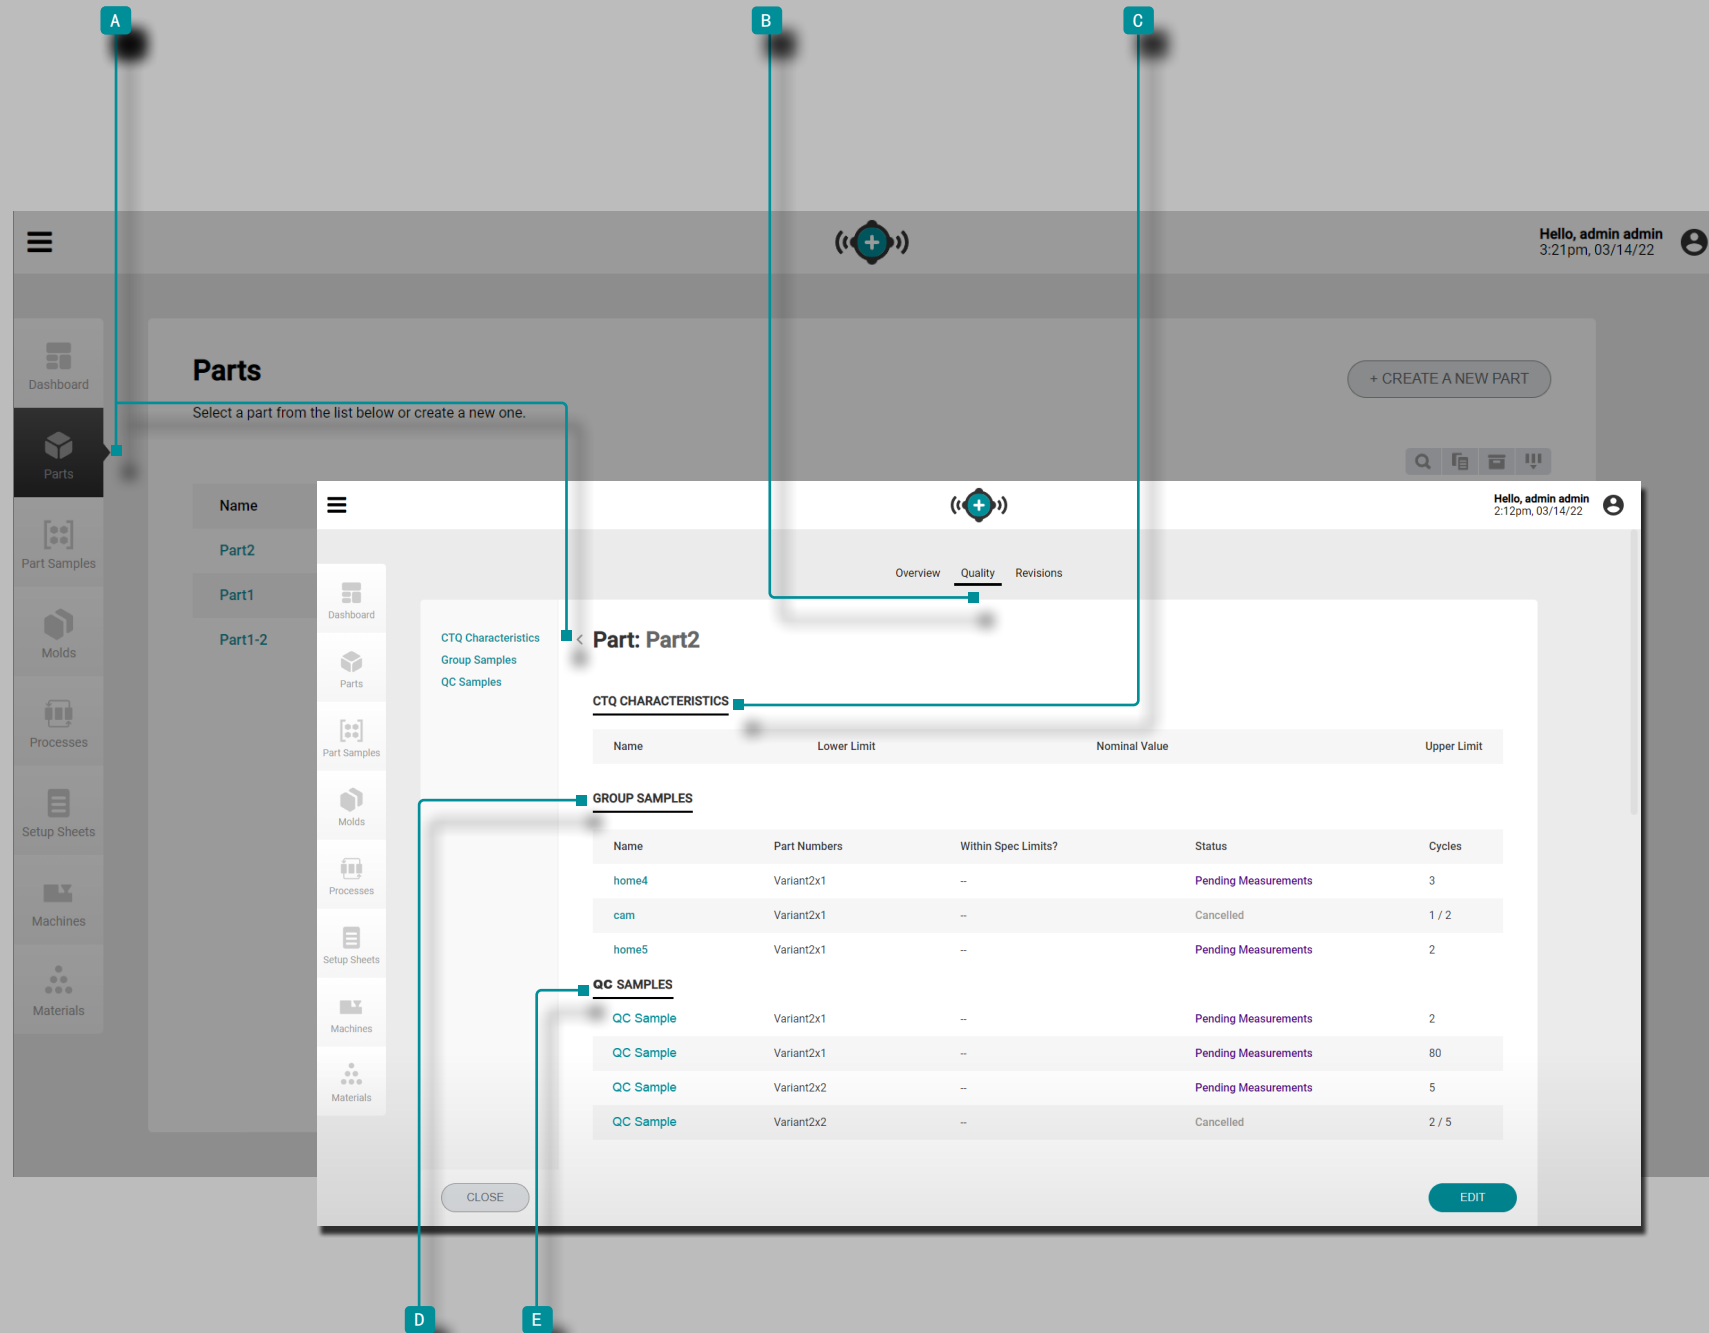 A
B
C
Hello, admin admin
3:21pm, 03/14/22
Dashboard
Parts
Part Samples
Molds
Processes
Setup Sheets
Machines
Materials
Parts
+ CREATE A NEW PART
Select a part from the list below or create a new one.
Name
Part2
Part1
Part1-2
Hello, admin admin
2:12pm, 03/14/22
Overview Quality Revisions
Dashboard
Parts
Part Samples
Molds
Processes
Setup Sheets
Machines
Materials
CTQ Characteristics
Group Samples
QC Samples
< Part: Part2
CTQ CHARACTERISTICS
Name Lower Limit Nominal Value Upper Limit
GROUP SAMPLES
Name Part Numbers Within Spec Limits? Status Cycles
home4 Variant2x1 -- Pending Measurements 3
cam Variant2x1 -- Cancelled 1 / 2
home5 Variant2x1 -- Pending Measurements 2
QC SAMPLES
QC Sample Variant2x1 -- Pending Measurements 2
QC Sample Variant2x1 -- Pending Measurements 80
QC Sample Variant2x2 -- Pending Measurements 5
QC Sample Variant2x2 -- Cancelled 2 / 5
CLOSE
EDIT
D
E